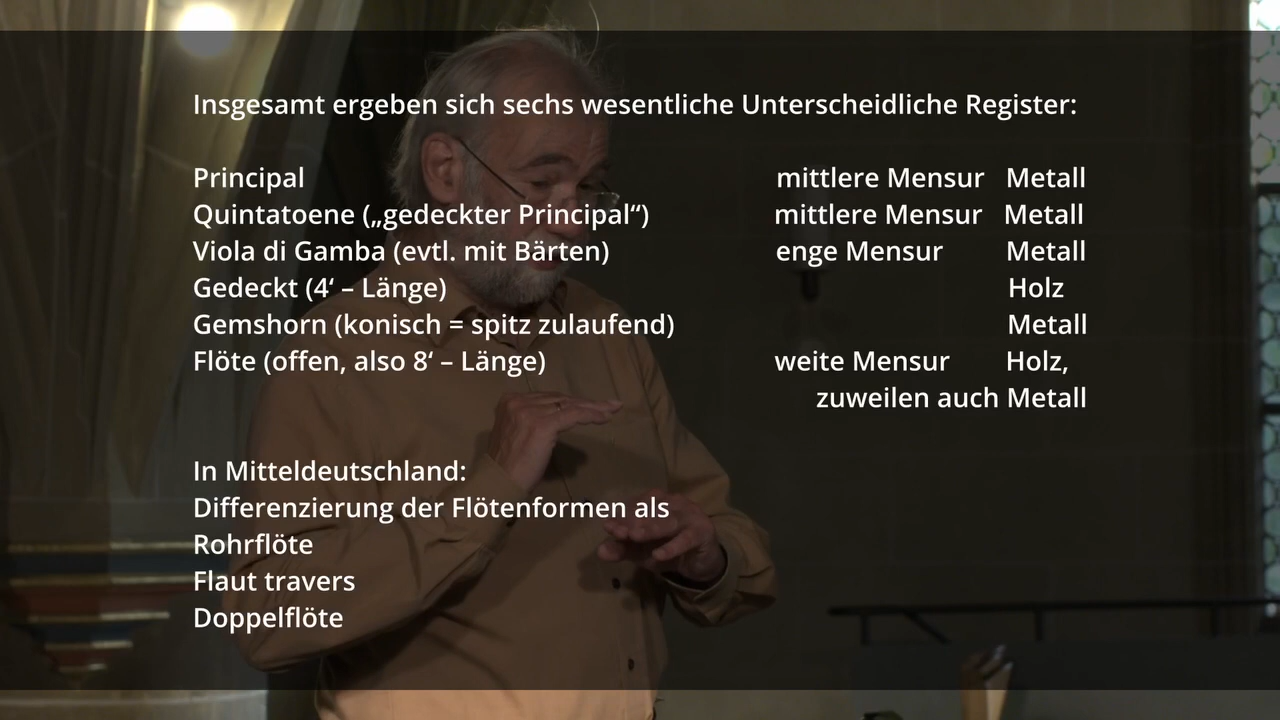 Insgesamt ergeben sich sechs wesentliche Unterscheidliche Register:
Principal mittlere Mensur Metall
Quintatoene („gedeckter Principal“) mittlere Mensur Metall
Viola di Gamba (evtl. mit Bärten) enge Mensur Metall
Gedeckt (4‘ – Länge) Holz
Gemshorn (konisch = spitz zulaufend) Metall
Flöte (offen, also 8‘ – Länge) weite Mensur Holz,
zuweilen auch Metall
In Mitteldeutschland:
Differenzierung der Flötenformen als
Rohrflöte
Flaut travers
Doppelflöte